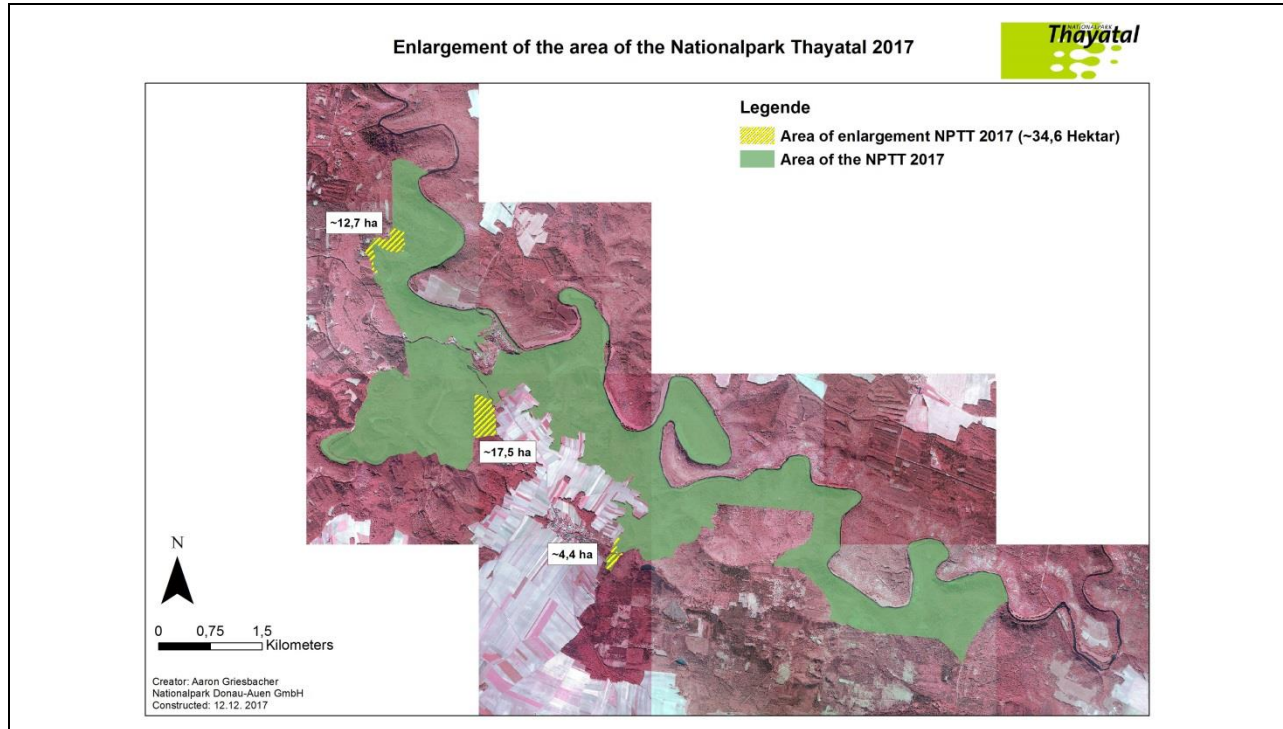 Enlargement of the area of the Nationalpark Thayatal 2017
NATIONALPARK
Thayatal
Legende
Area of enlargement NPTT 2017 (~34,6 Hektar)
Area of the NPTT 2017
~12,7 ha
~17,5 ha
~4,4 ha
N
0 0,75 1,5
Kilometers
Creator: Aaron Griesbacher
Nationalpark Donau-Auen GmbH
Constructed: 12.12. 2017